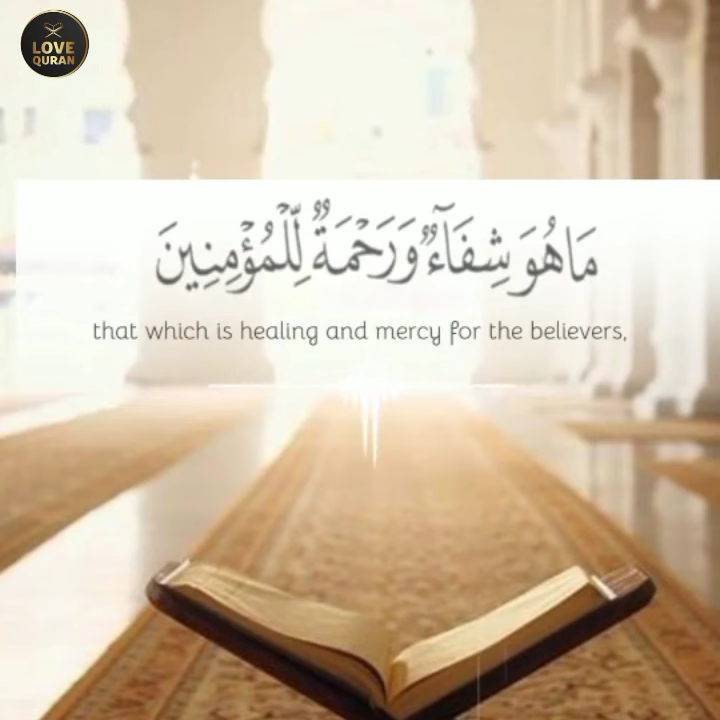 LOVE
QURAN
مَا هُوَ شِفَآءٌ وَرَحْمَةٌ لِّلْمُؤْمِنِينَ
that which is healing and mercy for the believers,